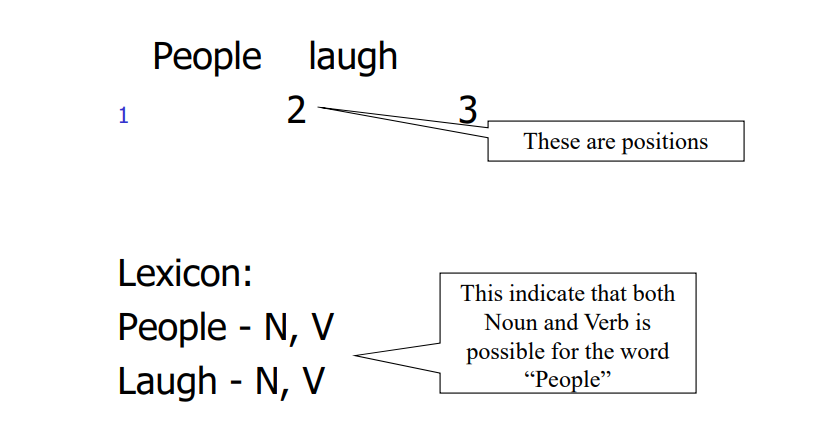 People laugh
1 2 3
These are positions
Lexicon:
People - N, V
Laugh - N, V
This indicate that both
Noun and Verb is
possible for the word
“People”